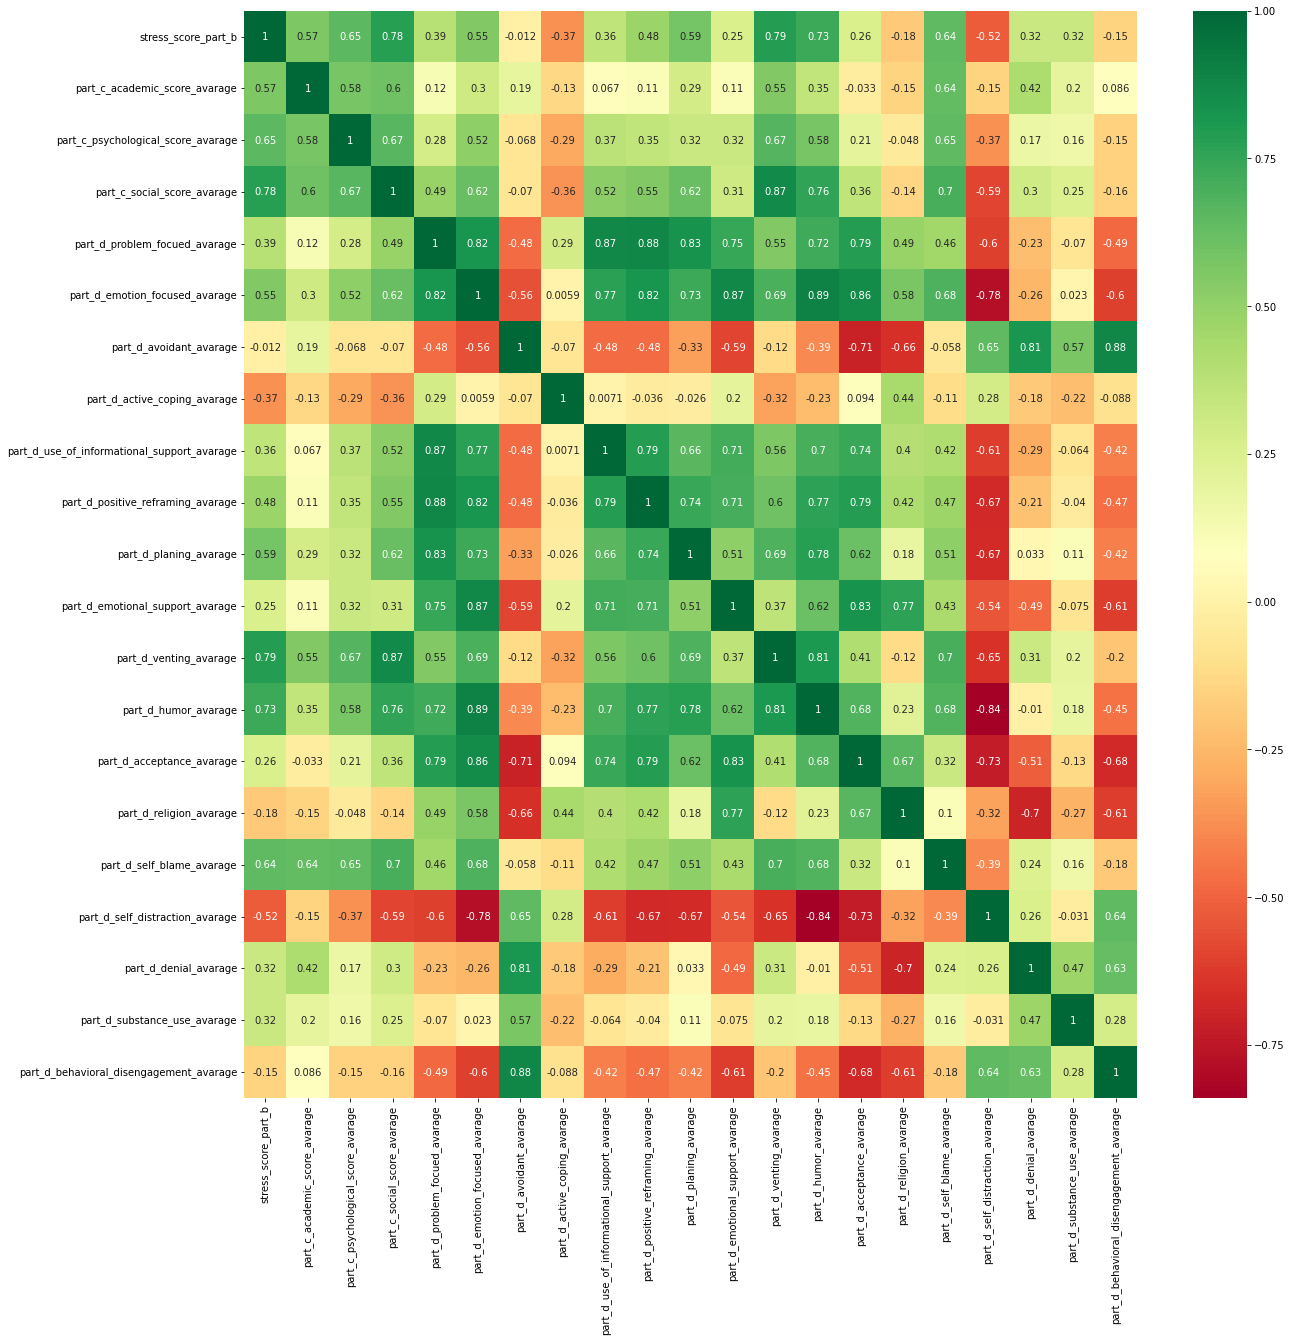 stress_score_part_b 1 0.57 0.65 0.78 0.39 0.55 -0.012 -0.37 0.36 0.48 0.59 0.25 0.79 0.73 0.26 -0.18 0.64 -0.52 0.32 0.32 -0.15
part_c_academic_score_avarage 0.57 1 0.58 0.6 0.12 0.3 0.19 -0.13 0.067 0.11 0.29 0.11 0.55 0.35 -0.033 -0.15 0.64 -0.15 0.42 0.2 0.086
part_c_psychological_score_avarage 0.65 0.58 1 0.67 0.28 0.52 -0.068 -0.29 0.37 0.35 0.32 0.32 0.67 0.58 0.21 -0.048 0.65 -0.37 0.17 0.16 -0.15
part_c_social_score_avarage 0.78 0.6 0.67 1 0.49 0.62 -0.07 -0.36 0.52 0.55 0.62 0.31 0.87 0.76 0.36 -0.14 0.7 -0.59 0.3 0.25 -0.16
part_d_problem_focued_avarage 0.39 0.12 0.28 0.49 1 0.82 -0.48 0.29 0.87 0.88 0.83 0.75 0.55 0.72 0.79 0.49 0.46 -0.6 -0.23 -0.07 -0.49
part_d_emotion_focused_avarage 0.55 0.3 0.52 0.62 0.82 1 -0.56 0.0059 0.77 0.82 0.73 0.87 0.69 0.89 0.86 0.58 0.68 -0.78 -0.26 0.023 -0.6
part_d_avoidant_avarage -0.012 0.19 -0.068 -0.07 -0.48 -0.56 1 -0.07 -0.48 -0.48 -0.33 -0.59 -0.12 -0.39 -0.71 -0.66 -0.058 0.65 0.81 0.57 0.88
part_d_active_coping_avarage -0.37 -0.13 -0.29 -0.36 0.29 0.0059 -0.07 1 0.0071 -0.036 -0.026 0.2 -0.32 -0.23 0.094 0.44 -0.11 0.28 -0.18 -0.22 -0.088
part_d_use_of_informational_support_avarage 0.36 0.067 0.37 0.52 0.87 0.77 -0.48 0.0071 1 0.79 0.66 0.71 0.56 0.7 0.74 0.4 0.42 -0.61 -0.29 -0.064 -0.42
part_d_positive_reframing_avarage 0.48 0.11 0.35 0.55 0.88 0.82 -0.48 -0.036 0.79 1 0.74 0.71 0.6 0.77 0.79 0.42 0.47 -0.67 -0.21 -0.04 -0.47
part_d_planing_avarage 0.59 0.29 0.32 0.62 0.83 0.73 -0.33 -0.026 0.66 0.74 1 0.51 0.69 0.78 0.62 0.18 0.51 -0.67 0.033 0.11 -0.42
part_d_emotional_support_avarage 0.25 0.11 0.32 0.31 0.75 0.87 -0.59 0.2 0.71 0.71 0.51 1 0.37 0.62 0.83 0.77 0.43 -0.54 -0.49 -0.075 -0.61
part_d_venting_avarage 0.79 0.55 0.67 0.87 0.55 0.69 -0.12 -0.32 0.56 0.6 0.69 0.37 1 0.81 0.41 -0.12 0.7 -0.65 0.31 0.2 -0.2
part_d_humor_avarage 0.73 0.35 0.58 0.76 0.72 0.89 -0.39 -0.23 0.7 0.77 0.78 0.62 0.81 1 0.68 0.23 0.68 -0.84 -0.01 0.18 -0.45
part_d_acceptance_avarage 0.26 -0.033 0.21 0.36 0.79 0.86 -0.71 0.094 0.74 0.79 0.62 0.83 0.41 0.68 1 0.67 0.32 -0.73 -0.51 -0.13 -0.68
part_d_religion_avarage -0.18 -0.15 -0.048 -0.14 0.49 0.58 -0.66 0.44 0.4 0.42 0.18 0.77 -0.12 0.23 0.67 1 0.1 -0.32 -0.7 -0.27 -0.61
part_d_self_blame_avarage 0.64 0.64 0.65 0.7 0.46 0.68 -0.058 -0.11 0.42 0.47 0.51 0.43 0.7 0.68 0.32 0.1 1 -0.39 0.24 0.16 -0.18
part_d_self_distraction_avarage -0.52 -0.15 -0.37 -0.59 -0.6 -0.78 0.65 0.28 -0.61 -0.67 -0.67 -0.54 -0.65 -0.84 -0.73 -0.32 -0.39 1 0.26 -0.031 0.64
part_d_denial_avarage 0.32 0.42 0.17 0.3 -0.23 -0.26 0.81 -0.18 -0.29 -0.21 0.033 -0.49 0.31 -0.01 -0.51 -0.7 0.24 0.26 1 0.47 0.63
part_d_substance_use_avarage 0.32 0.2 0.16 0.25 -0.07 0.023 0.57 -0.22 -0.064 -0.04 0.11 -0.075 0.2 0.18 -0.13 -0.27 0.16 -0.031 0.47 1 0.28
part_d_behavioral_disengagement_avarage -0.15 0.086 -0.15 -0.16 -0.49 -0.6 0.88 -0.088 -0.42 -0.47 -0.42 -0.61 -0.2 -0.45 -0.68 -0.61 -0.18 0.64 0.63 0.28 1
stress_score_part_b
part_c_academic_score_avarage
part_c_psychological_score_avarage
part_c_social_score_avarage
part_d_problem_focued_avarage
part_d_emotion_focused_avarage
part_d_avoidant_avarage
part_d_active_coping_avarage
part_d_use_of_informational_support_avarage
part_d_positive_reframing_avarage
part_d_planing_avarage
part_d_emotional_support_avarage
part_d_venting_avarage
part_d_humor_avarage
part_d_acceptance_avarage
part_d_religion_avarage
part_d_self_blame_avarage
part_d_self_distraction_avarage
part_d_denial_avarage
part_d_substance_use_avarage
part_d_behavioral_disengagement_avarage
1.00
0.75
0.50
0.25
0.00
−0.25
−0.50
−0.75